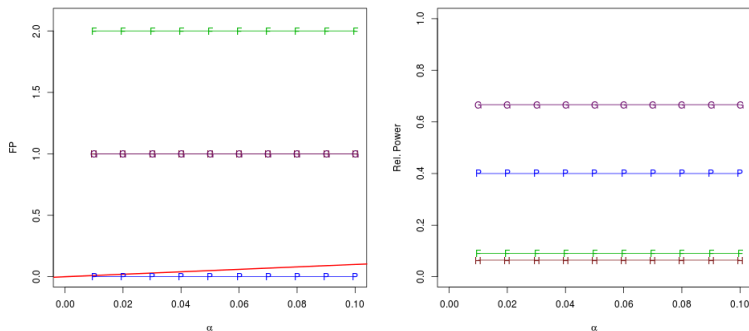 FP
2.0
1.5
1.0
0.5
0.0
F F F F F F F F F F
G G G G G G G G G G
P P P P P P P P P P
0.00 0.02 0.04 0.06 0.08 0.10
α
Rel. Power
1.0
0.8
0.6
0.4
0.2
0.0
G G G G G G G G G G
P P P P P P P P P P
F F F F F F F F F F
H H H H H H H H H H
0.00 0.02 0.04 0.06 0.08 0.10
α